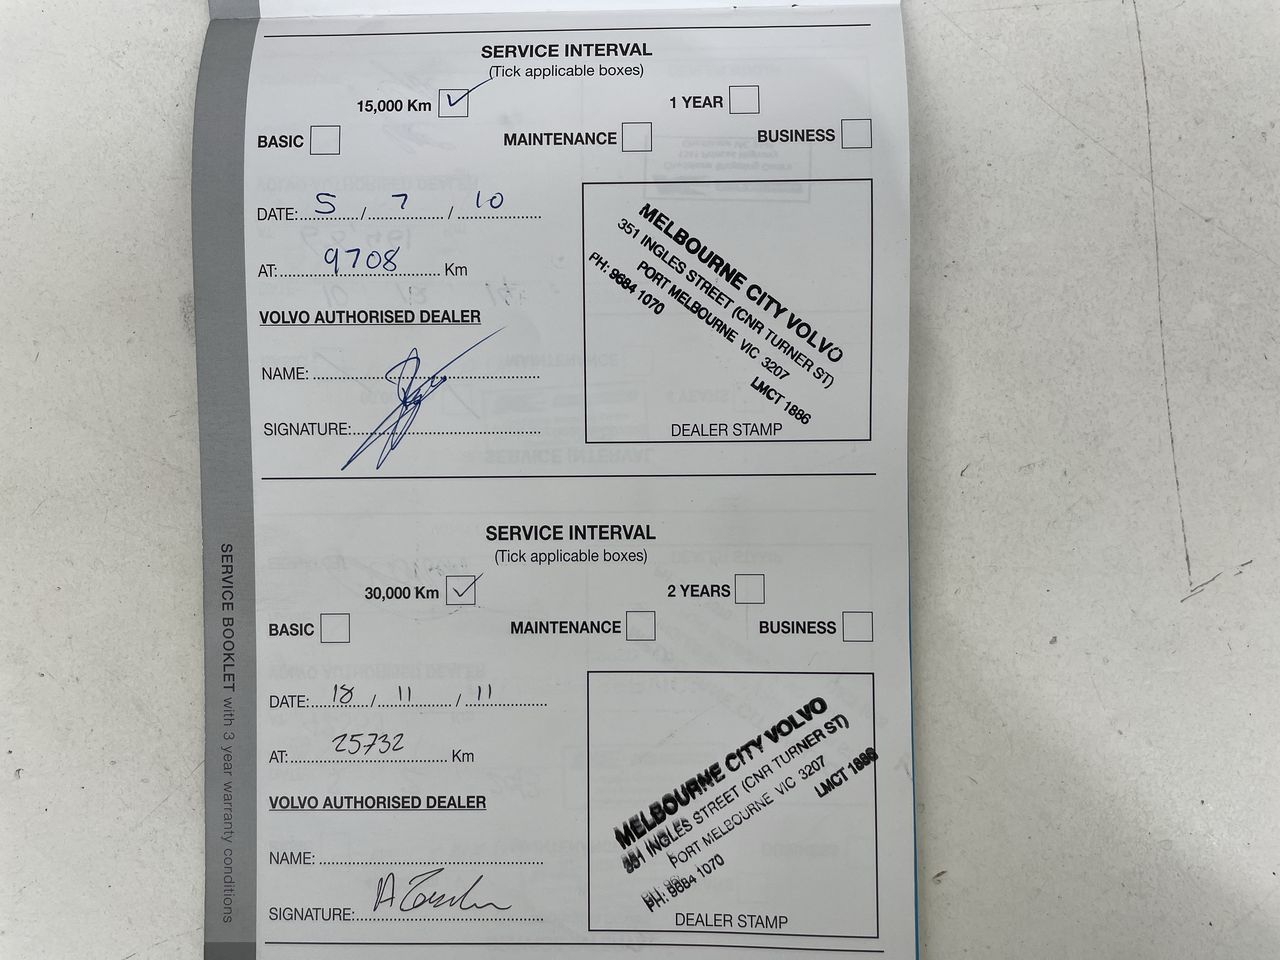 SERVICE INTERVAL
(Tick applicable boxes)
15,000 Km 1 YEAR
BASIC MAINTENANCE BUSINESS
DATE: 5 / 7 / 10
AT: 9708 Km
VOLVO AUTHORISED DEALER
NAME:
SIGNATURE:
MELBOURNE CITY VOLVO
351 INGLES STREET (CNR TURNER ST)
PORT MELBOURNE VIC 3207
PH: 9684 1070
LMCT 1886
DEALER STAMP
SERVICE INTERVAL
(Tick applicable boxes)
30,000 Km 2 YEARS
BASIC MAINTENANCE BUSINESS
DATE: 18 / 11 / 11
AT: 25732 Km
VOLVO AUTHORISED DEALER
NAME:
SIGNATURE:
MELBOURNE CITY VOLVO
351 INGLES STREET (CNR TURNER ST)
PORT MELBOURNE VIC 3207
PH: 9684 1070
LMCT 1886
DEALER STAMP
SERVICE BOOKLET with 3 year warranty conditions